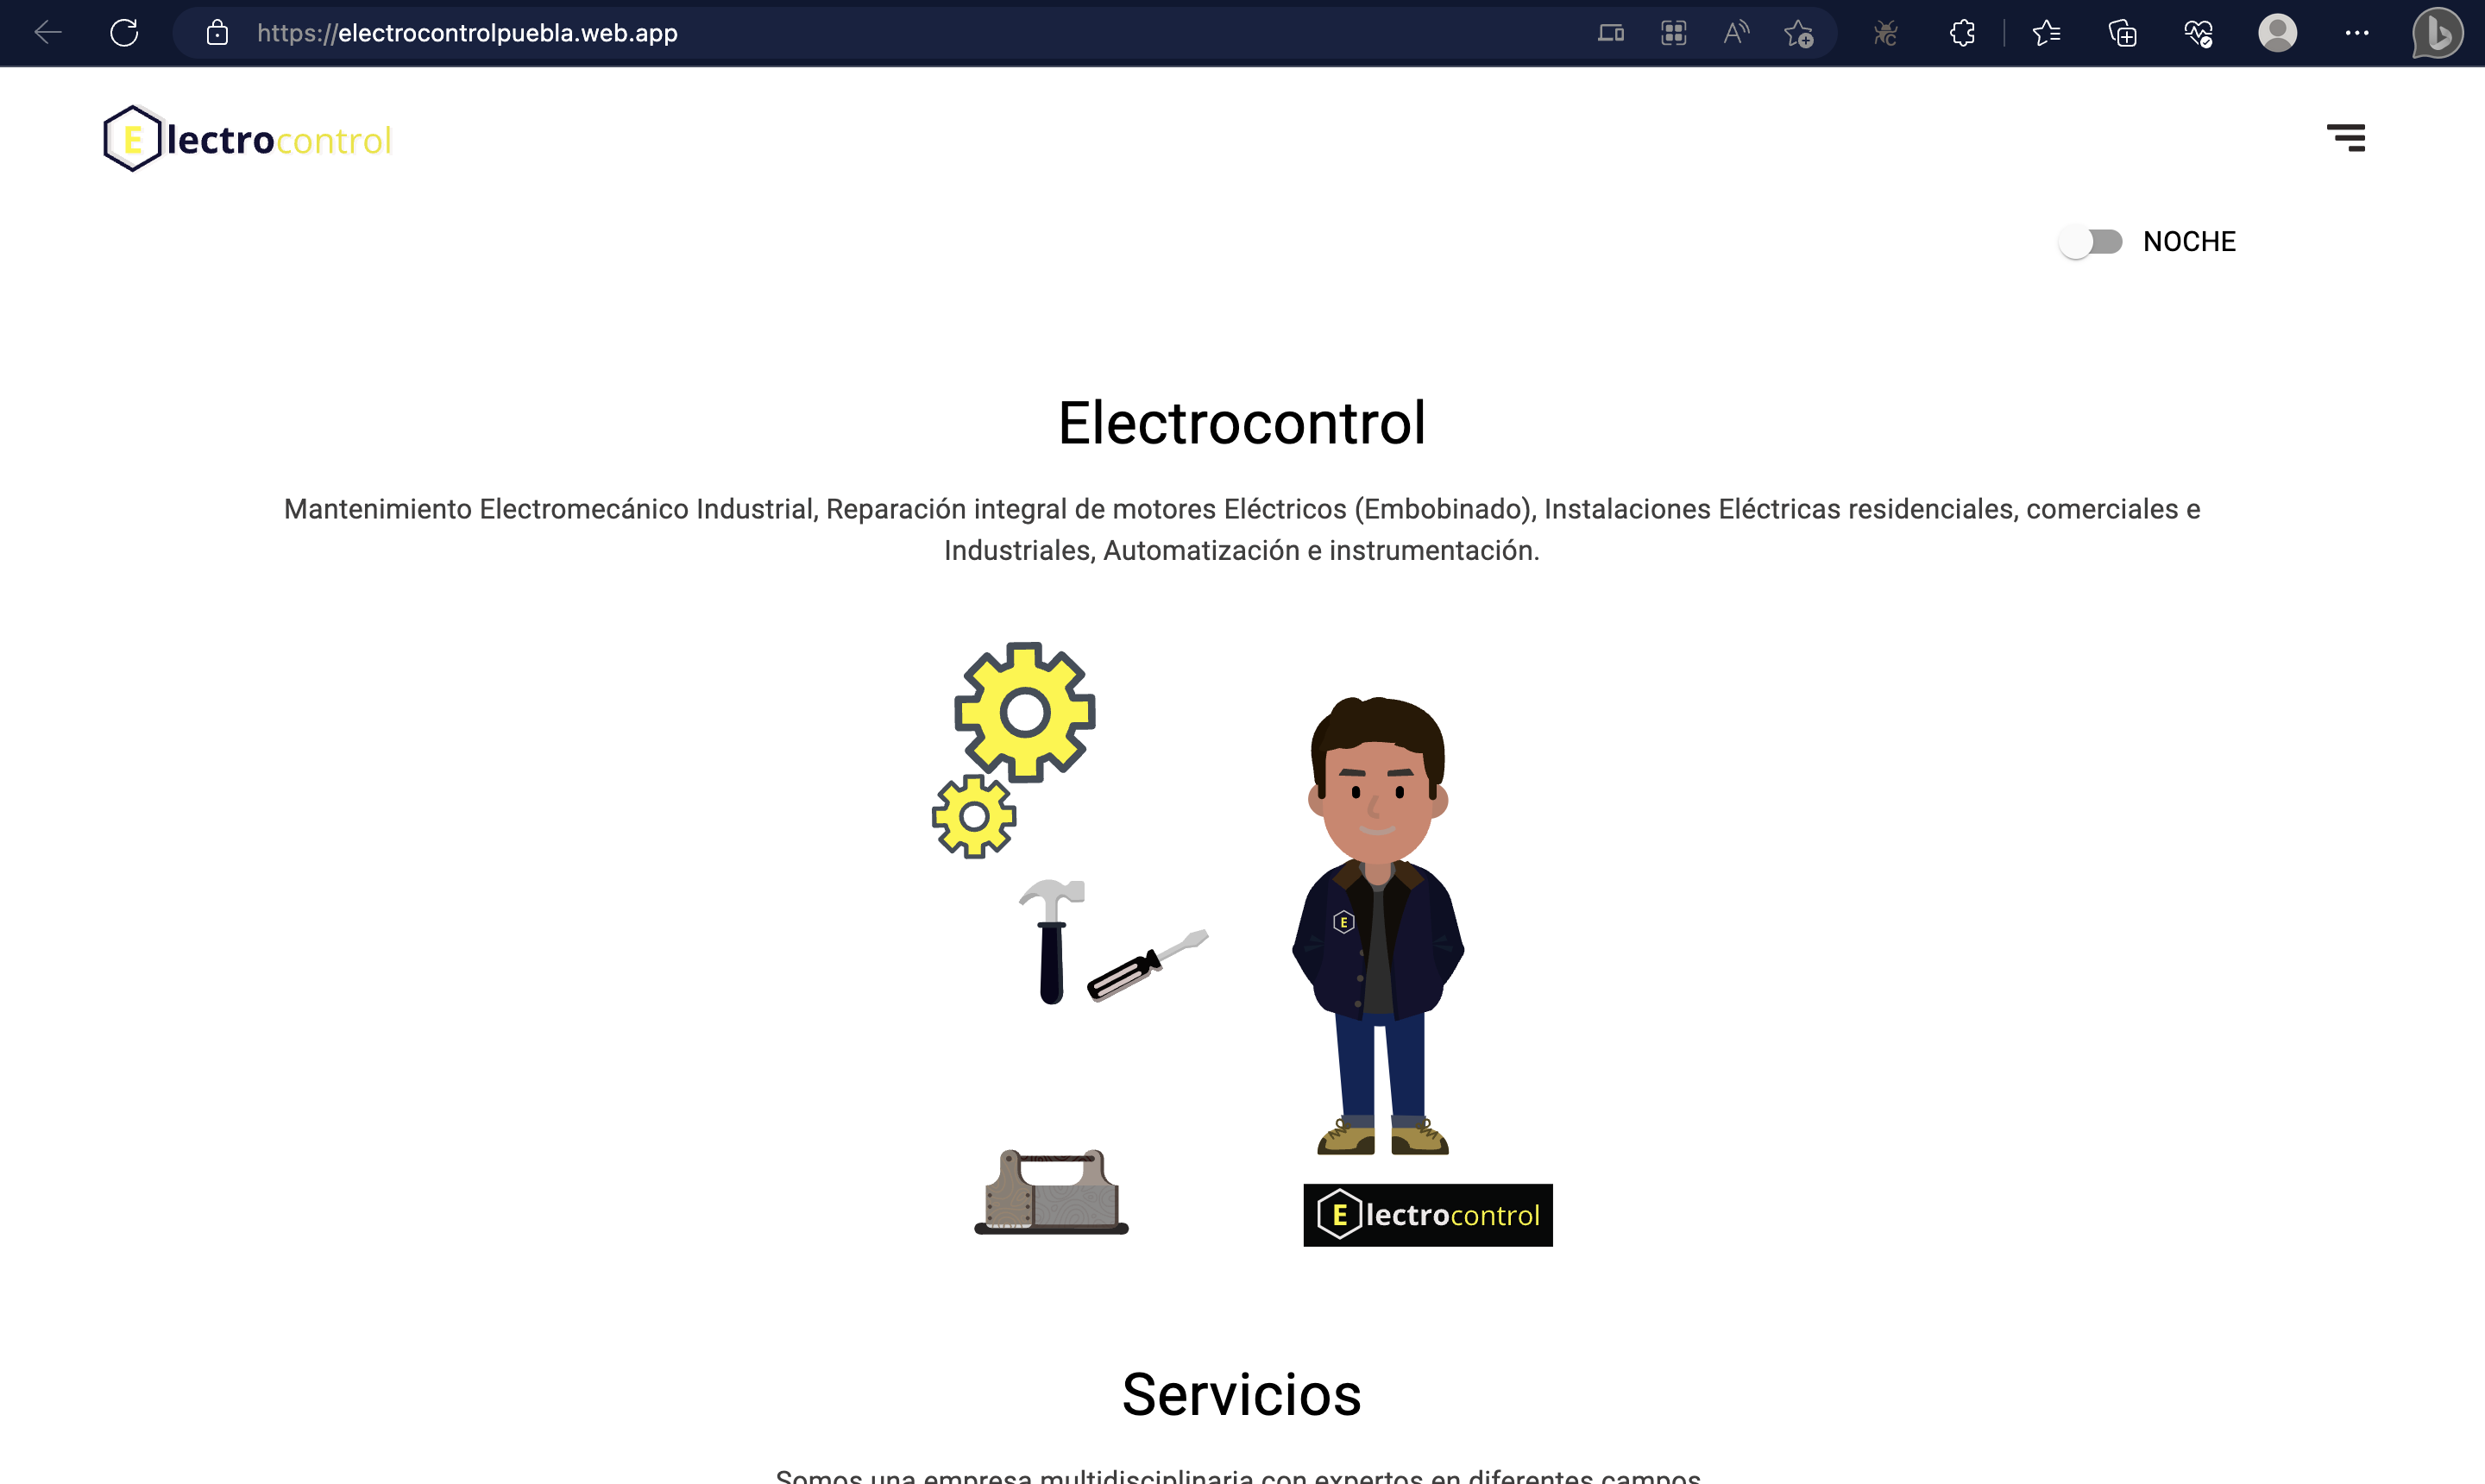 https://electrocontrolpuebla.web.app
Electrocontrol
NOCHE
Electrocontrol
Mantenimiento Electromecánico Industrial, Reparación integral de motores Eléctricos (Embobinado), Instalaciones Eléctricas residenciales, comerciales e
Industriales, Automatización e instrumentación.
E
Electrocontrol
Servicios
Somos una empresa multidisciplinaria con expertos en diferentes campos